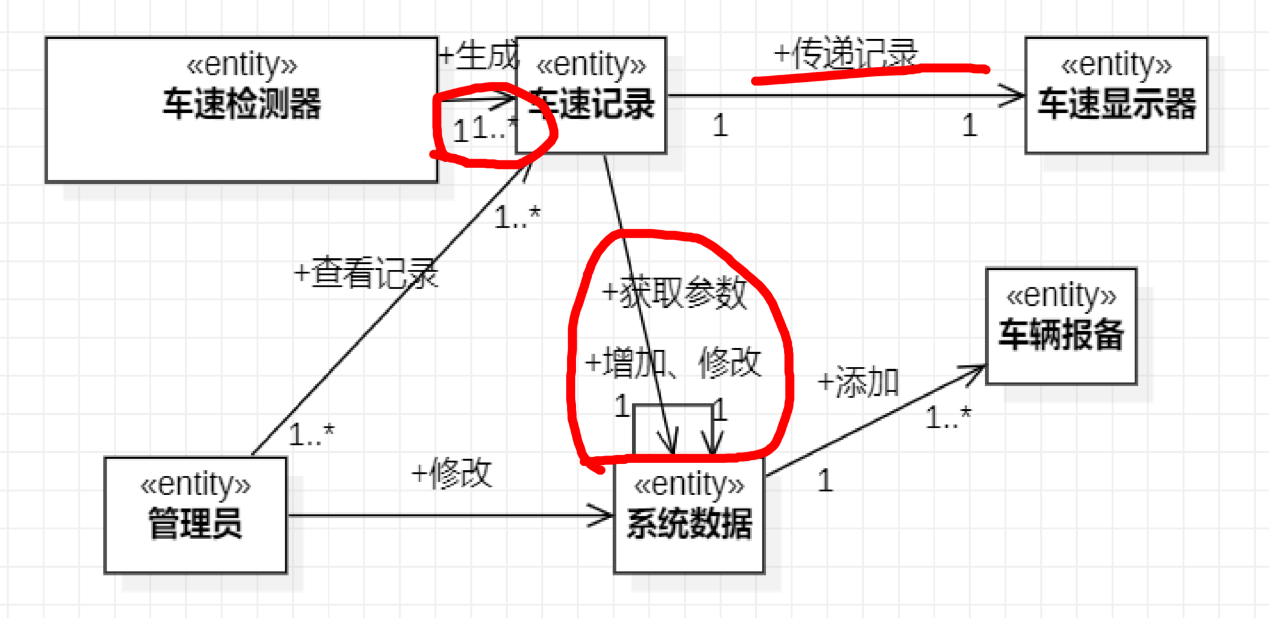 «entity»
车速检测器
+生成
1
1..*
«entity»
车速记录
+传递记录
1
1
«entity»
车速显示器
1..*
+查看记录
1..*
+获取参数
+增加、修改
1
1
«entity»
车辆报备
+添加
1..*
1
«entity»
管理员
+修改
«entity»
系统数据